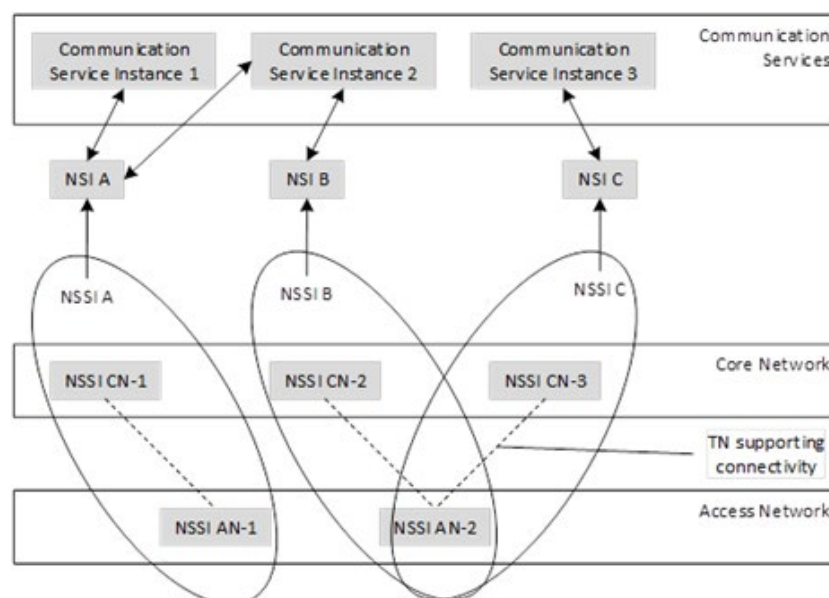 Communication
Service Instance 1
Communication
Service Instance 2
Communication
Service Instance 3
Communication
Services
NSI A
NSI B
NSI C
NSSI A
NSSI B
NSSI C
Core Network
NSSI CN-1
NSSI CN-2
NSSI CN-3
TN supporting
connectivity
Access Network
NSSI AN-1
NSSI AN-2